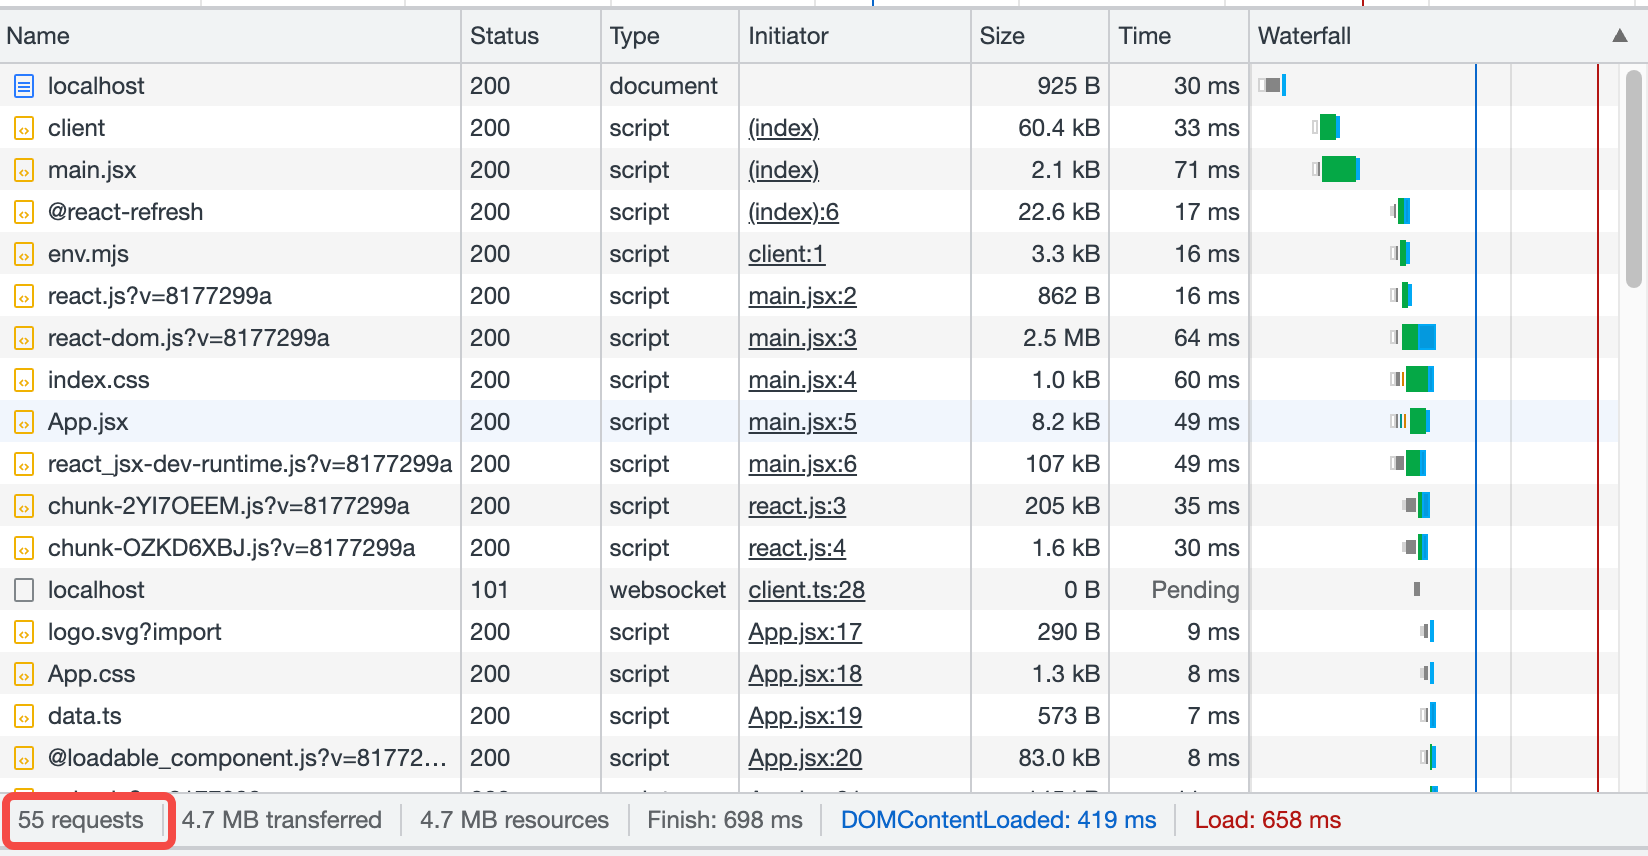 Name Status Type Initiator Size Time Waterfall ▲
localhost 200 document 925 B 30 ms
client 200 script (index) 60.4 kB 33 ms
main.jsx 200 script (index) 2.1 kB 71 ms
@react-refresh 200 script (index):6 22.6 kB 17 ms
env.mjs 200 script client:1 3.3 kB 16 ms
react.js?v=8177299a 200 script main.jsx:2 862 B 16 ms
react-dom.js?v=8177299a 200 script main.jsx:3 2.5 MB 64 ms
index.css 200 script main.jsx:4 1.0 kB 60 ms
App.jsx 200 script main.jsx:5 8.2 kB 49 ms
react_jsx-dev-runtime.js?v=8177299a 200 script main.jsx:6 107 kB 49 ms
chunk-2YI7OEEM.js?v=8177299a 200 script react.js:3 205 kB 35 ms
chunk-OZKD6XBJ.js?v=8177299a 200 script react.js:4 1.6 kB 30 ms
localhost 101 websocket client.ts:28 0 B Pending
logo.svg?import 200 script App.jsx:17 290 B 9 ms
App.css 200 script App.jsx:18 1.3 kB 8 ms
data.ts 200 script App.jsx:19 573 B 7 ms
@loadable_component.js?v=81772… 200 script App.jsx:20 83.0 kB 8 ms
55 requests 4.7 MB transferred 4.7 MB resources Finish: 698 ms DOMContentLoaded: 419 ms Load: 658 ms